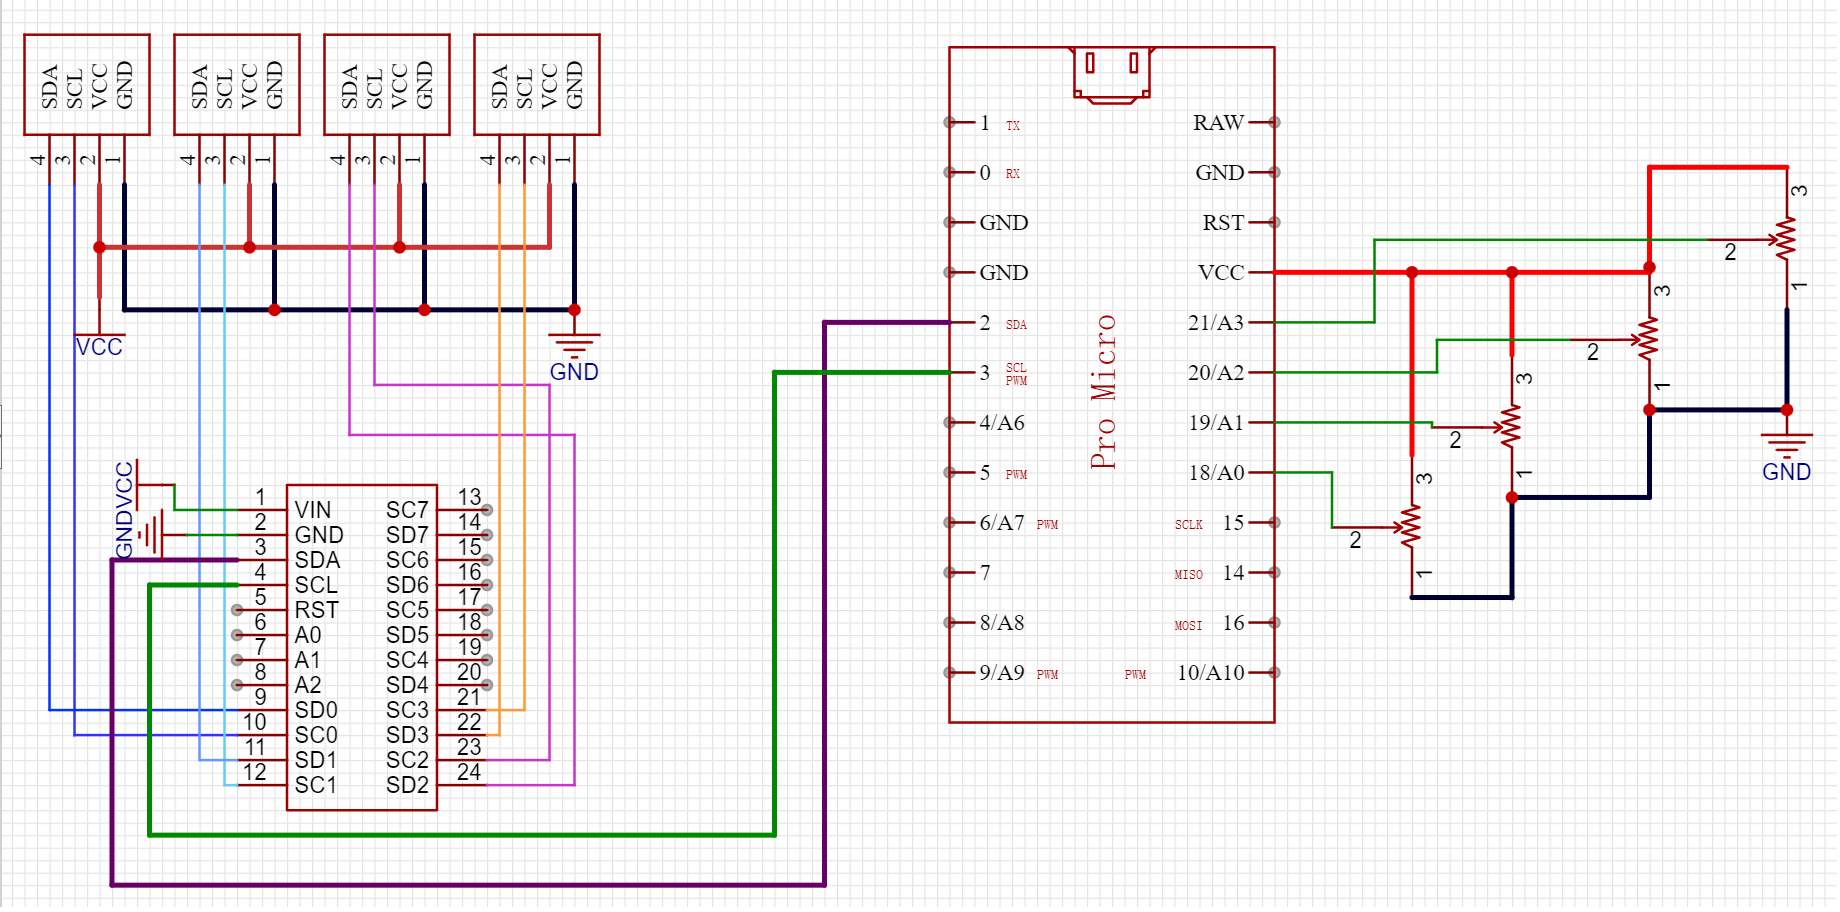 SDA SCL VCC GND
4 3 2 1
SDA SCL VCC GND
4 3 2 1
SDA SCL VCC GND
4 3 2 1
SDA SCL VCC GND
4 3 2 1
VCC
GND
VCC
GND
1 VIN
2 GND
3 SDA
4 SCL
5 RST
6 A0
7 A1
8 A2
9 SD0
10 SC0
11 SD1
12 SC1
SC7 13
SD7 14
SC6 15
SD6 16
SC5 17
SD5 18
SC4 19
SD4 20
SC3 21
SD3 22
SC2 23
SD2 24
Pro Micro
1 TX
0 RX
GND
GND
2 SDA
3 SCL PWM
4/A6
5 PWM
6/A7 PWM
7
8/A8
9/A9 PWM
RAW
GND
RST
VCC
21/A3
20/A2
19/A1
18/A0
SCLK 15
MISO 14
MOSI 16
PWM 10/A10
3
2
1
3
2
1
3
2
1
3
2
1
GND